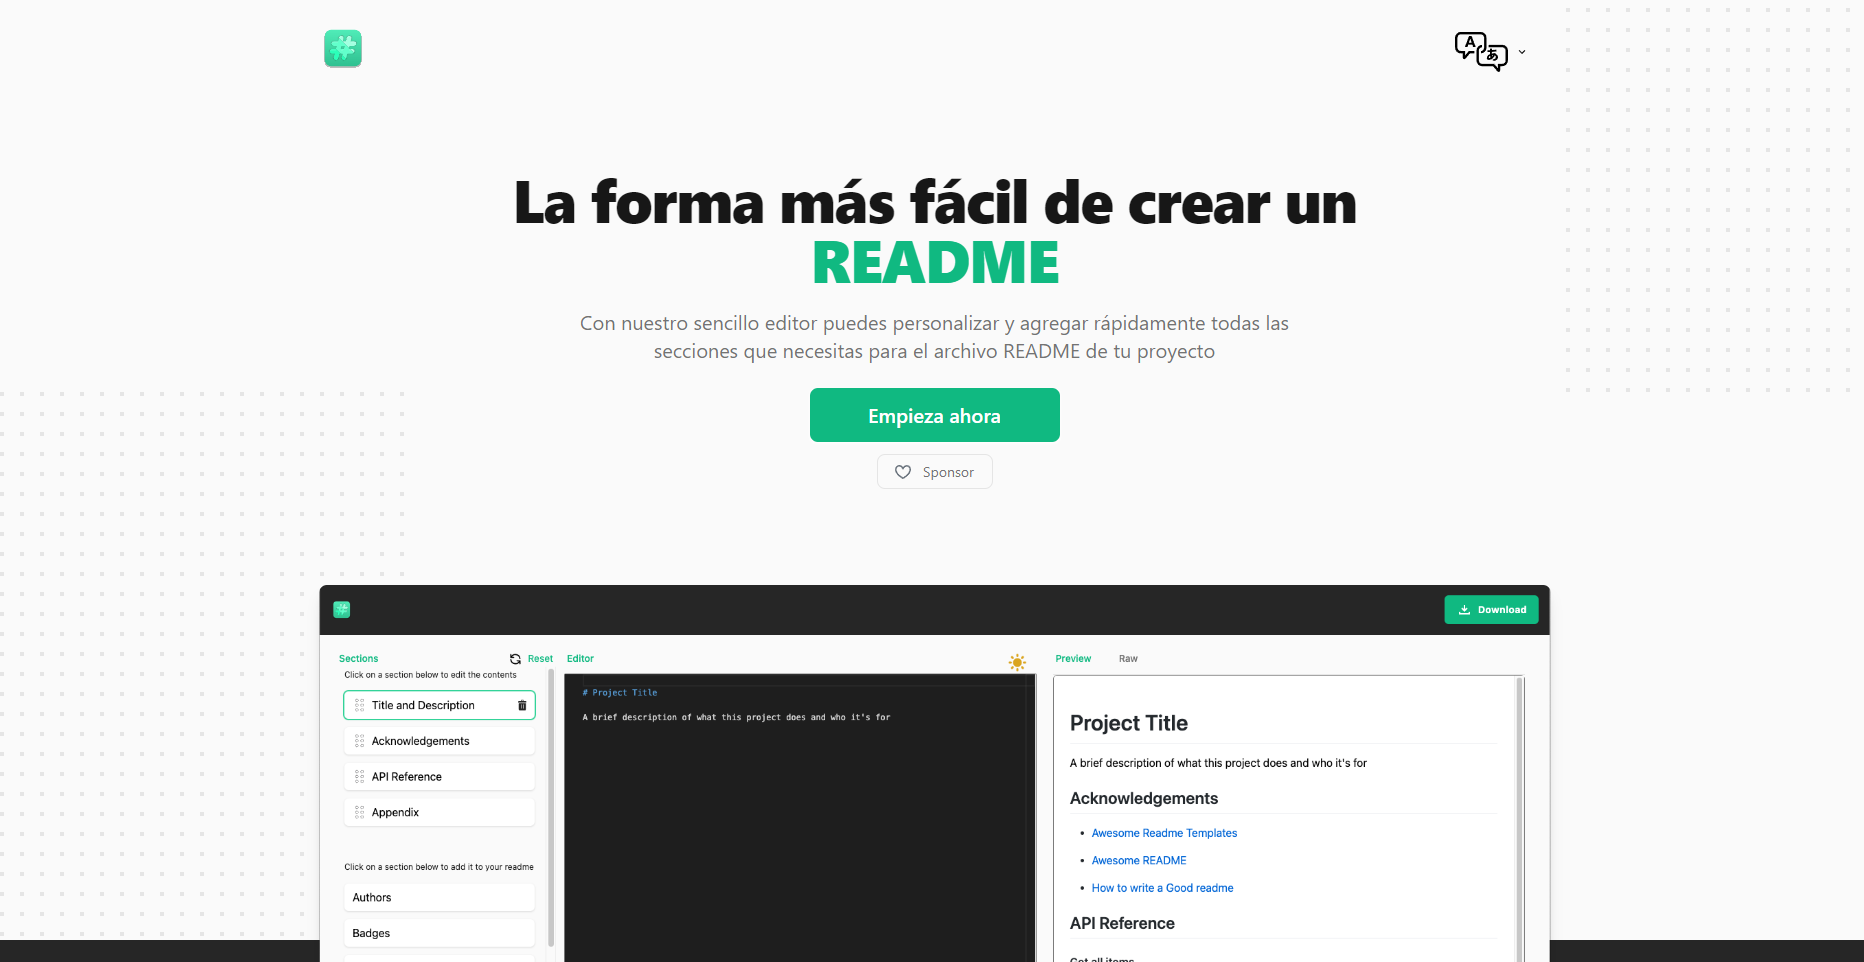 A あ
La forma más fácil de crear un
README
Con nuestro sencillo editor puedes personalizar y agregar rápidamente todas las
secciones que necesitas para el archivo README de tu proyecto
Empieza ahora
Sponsor
Download
Sections
Reset
Click on a section below to edit the contents
Title and Description
Acknowledgements
API Reference
Appendix
Click on a section below to add it to your readme
Authors
Badges
Editor
# Project Title
A brief description of what this project does and who it's for
Preview
Raw
Project Title
A brief description of what this project does and who it's for
Acknowledgements
• Awesome Readme Templates
• Awesome README
• How to write a Good readme
API Reference
Get all items